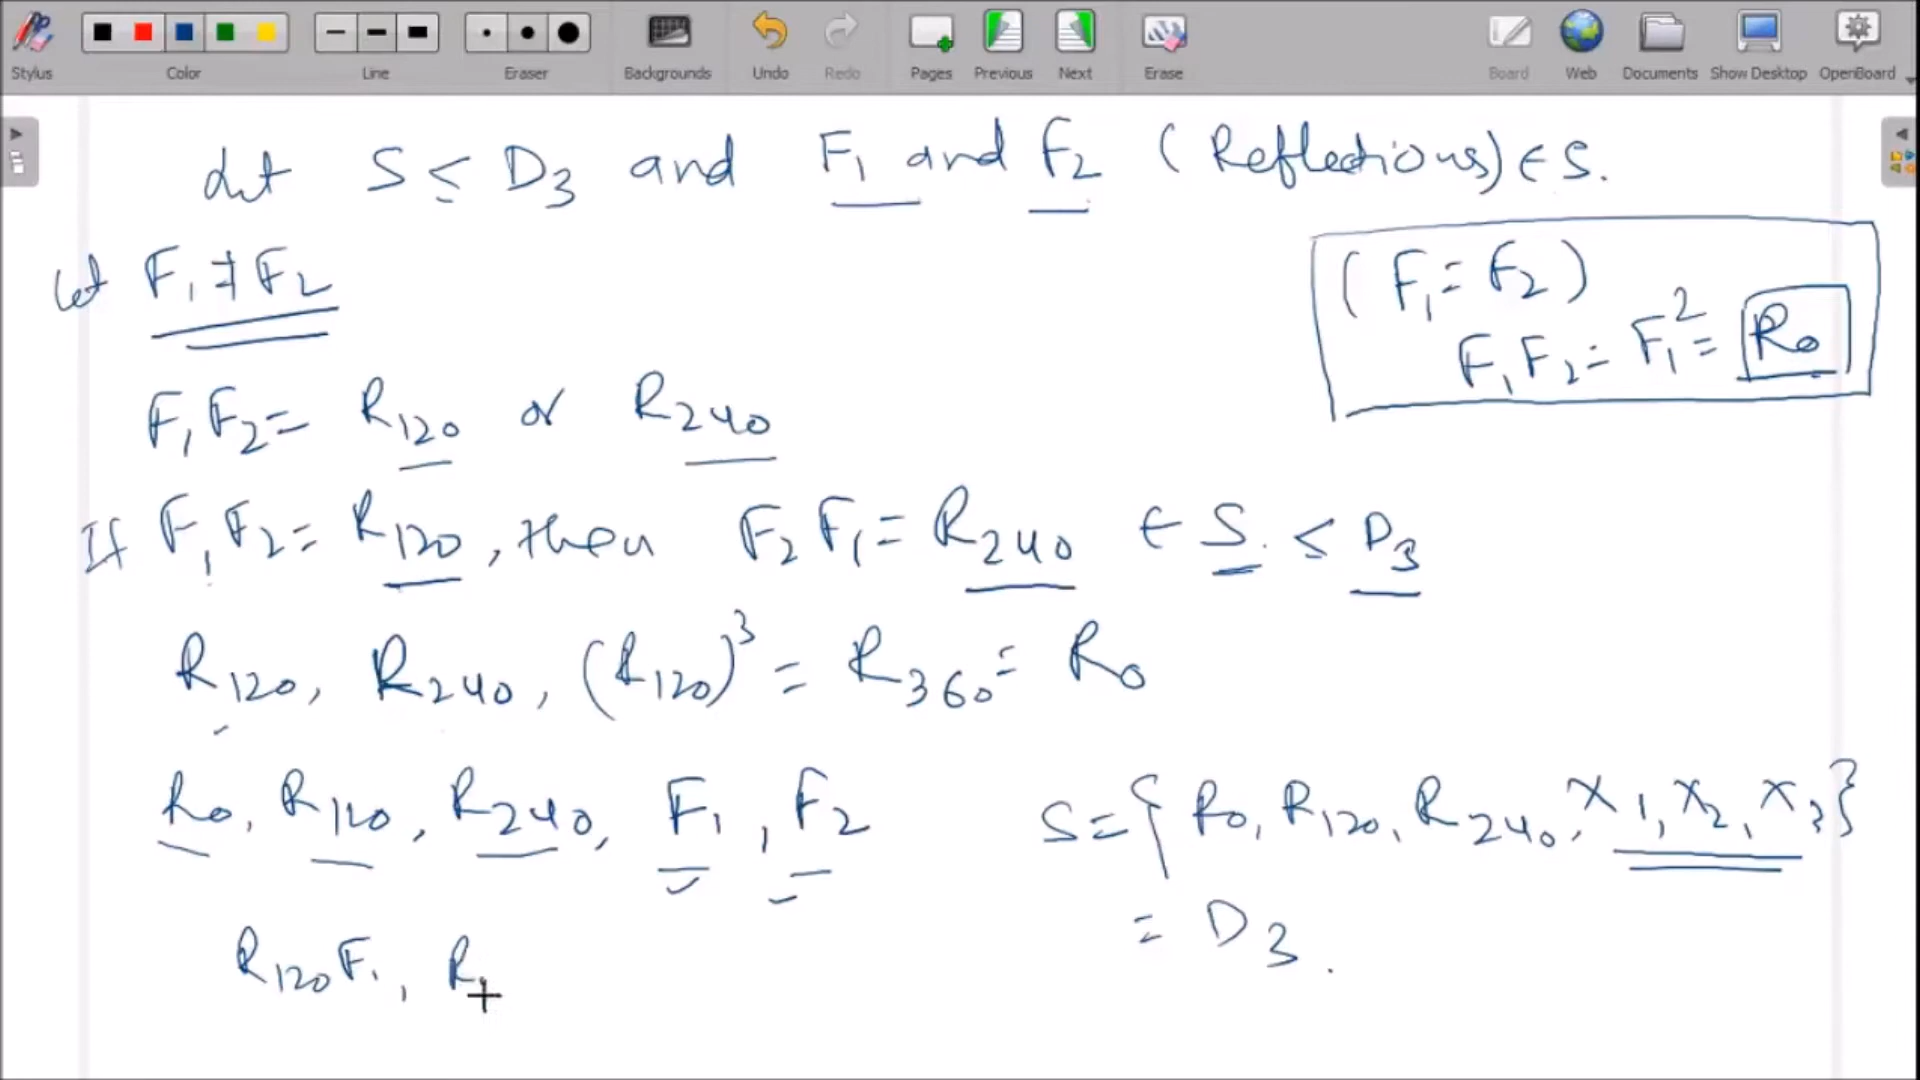 Stylus Color Line Eraser Backgrounds Undo Redo Pages Previous Next Erase Board Web Documents Show Desktop OpenBoard
Let S ≤ D₃ and F₁ and F₂ (Reflections) ∈ S.
Let F₁ ≠ F₂
(F₁ = F₂)
F₁F₂ = F₁² = R₀
F₁F₂ = R₁₂₀ or R₂₄₀
If F₁F₂ = R₁₂₀, then F₂F₁ = R₂₄₀ ∈ S ≤ D₃
R₁₂₀, R₂₄₀, (R₁₂₀)³ = R₃₆₀ = R₀
R₀, R₁₂₀, R₂₄₀, F₁, F₂
S = { R₀, R₁₂₀, R₂₄₀, X₁, X₂, X₃ }
= D₃.
R₁₂₀F₁, R₁